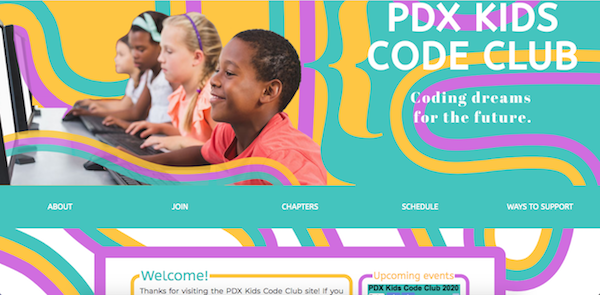 PDX KIDS
CODE CLUB
Coding dreams
for the future.
ABOUT JOIN CHAPTERS SCHEDULE WAYS TO SUPPORT
Welcome!
Thanks for visiting the PDX Kids Code Club site! If you
Upcoming events
PDX Kids Code Club 2020